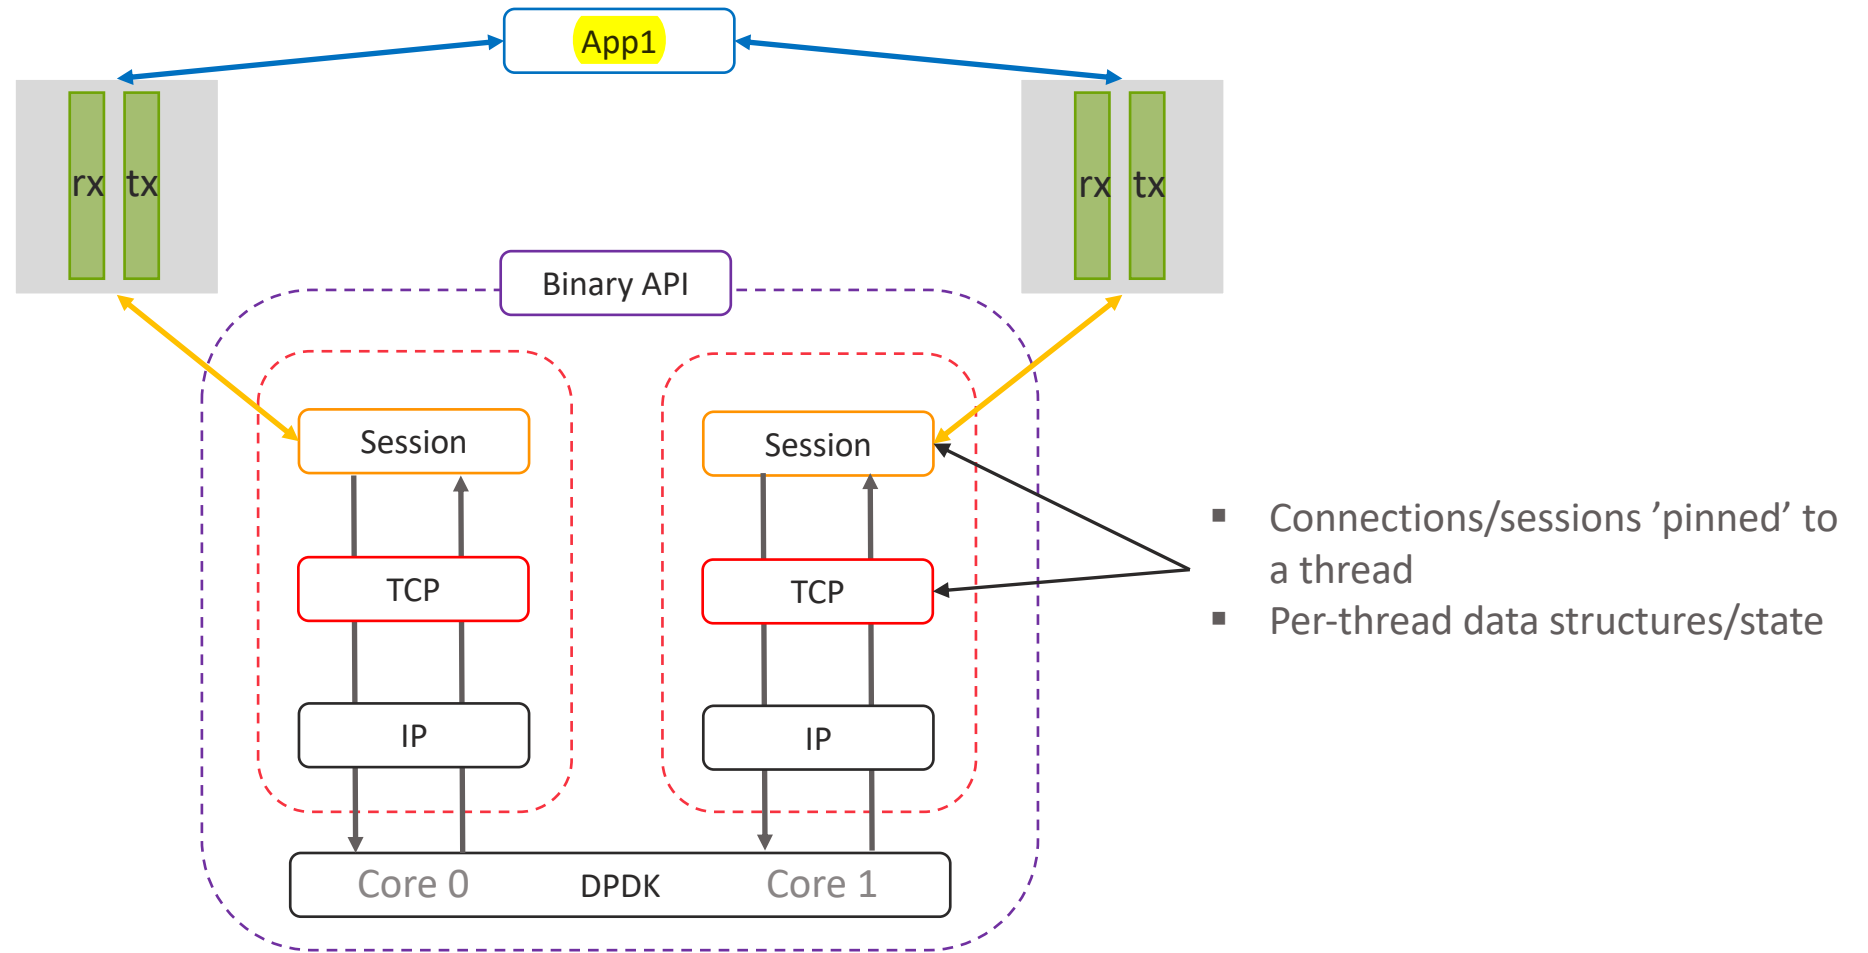 App1
rx tx
rx tx
Binary API
Session
Session
Connections/sessions ’pinned’ to
a thread
Per-thread data structures/state
TCP
TCP
IP
IP
Core 0 DPDK Core 1